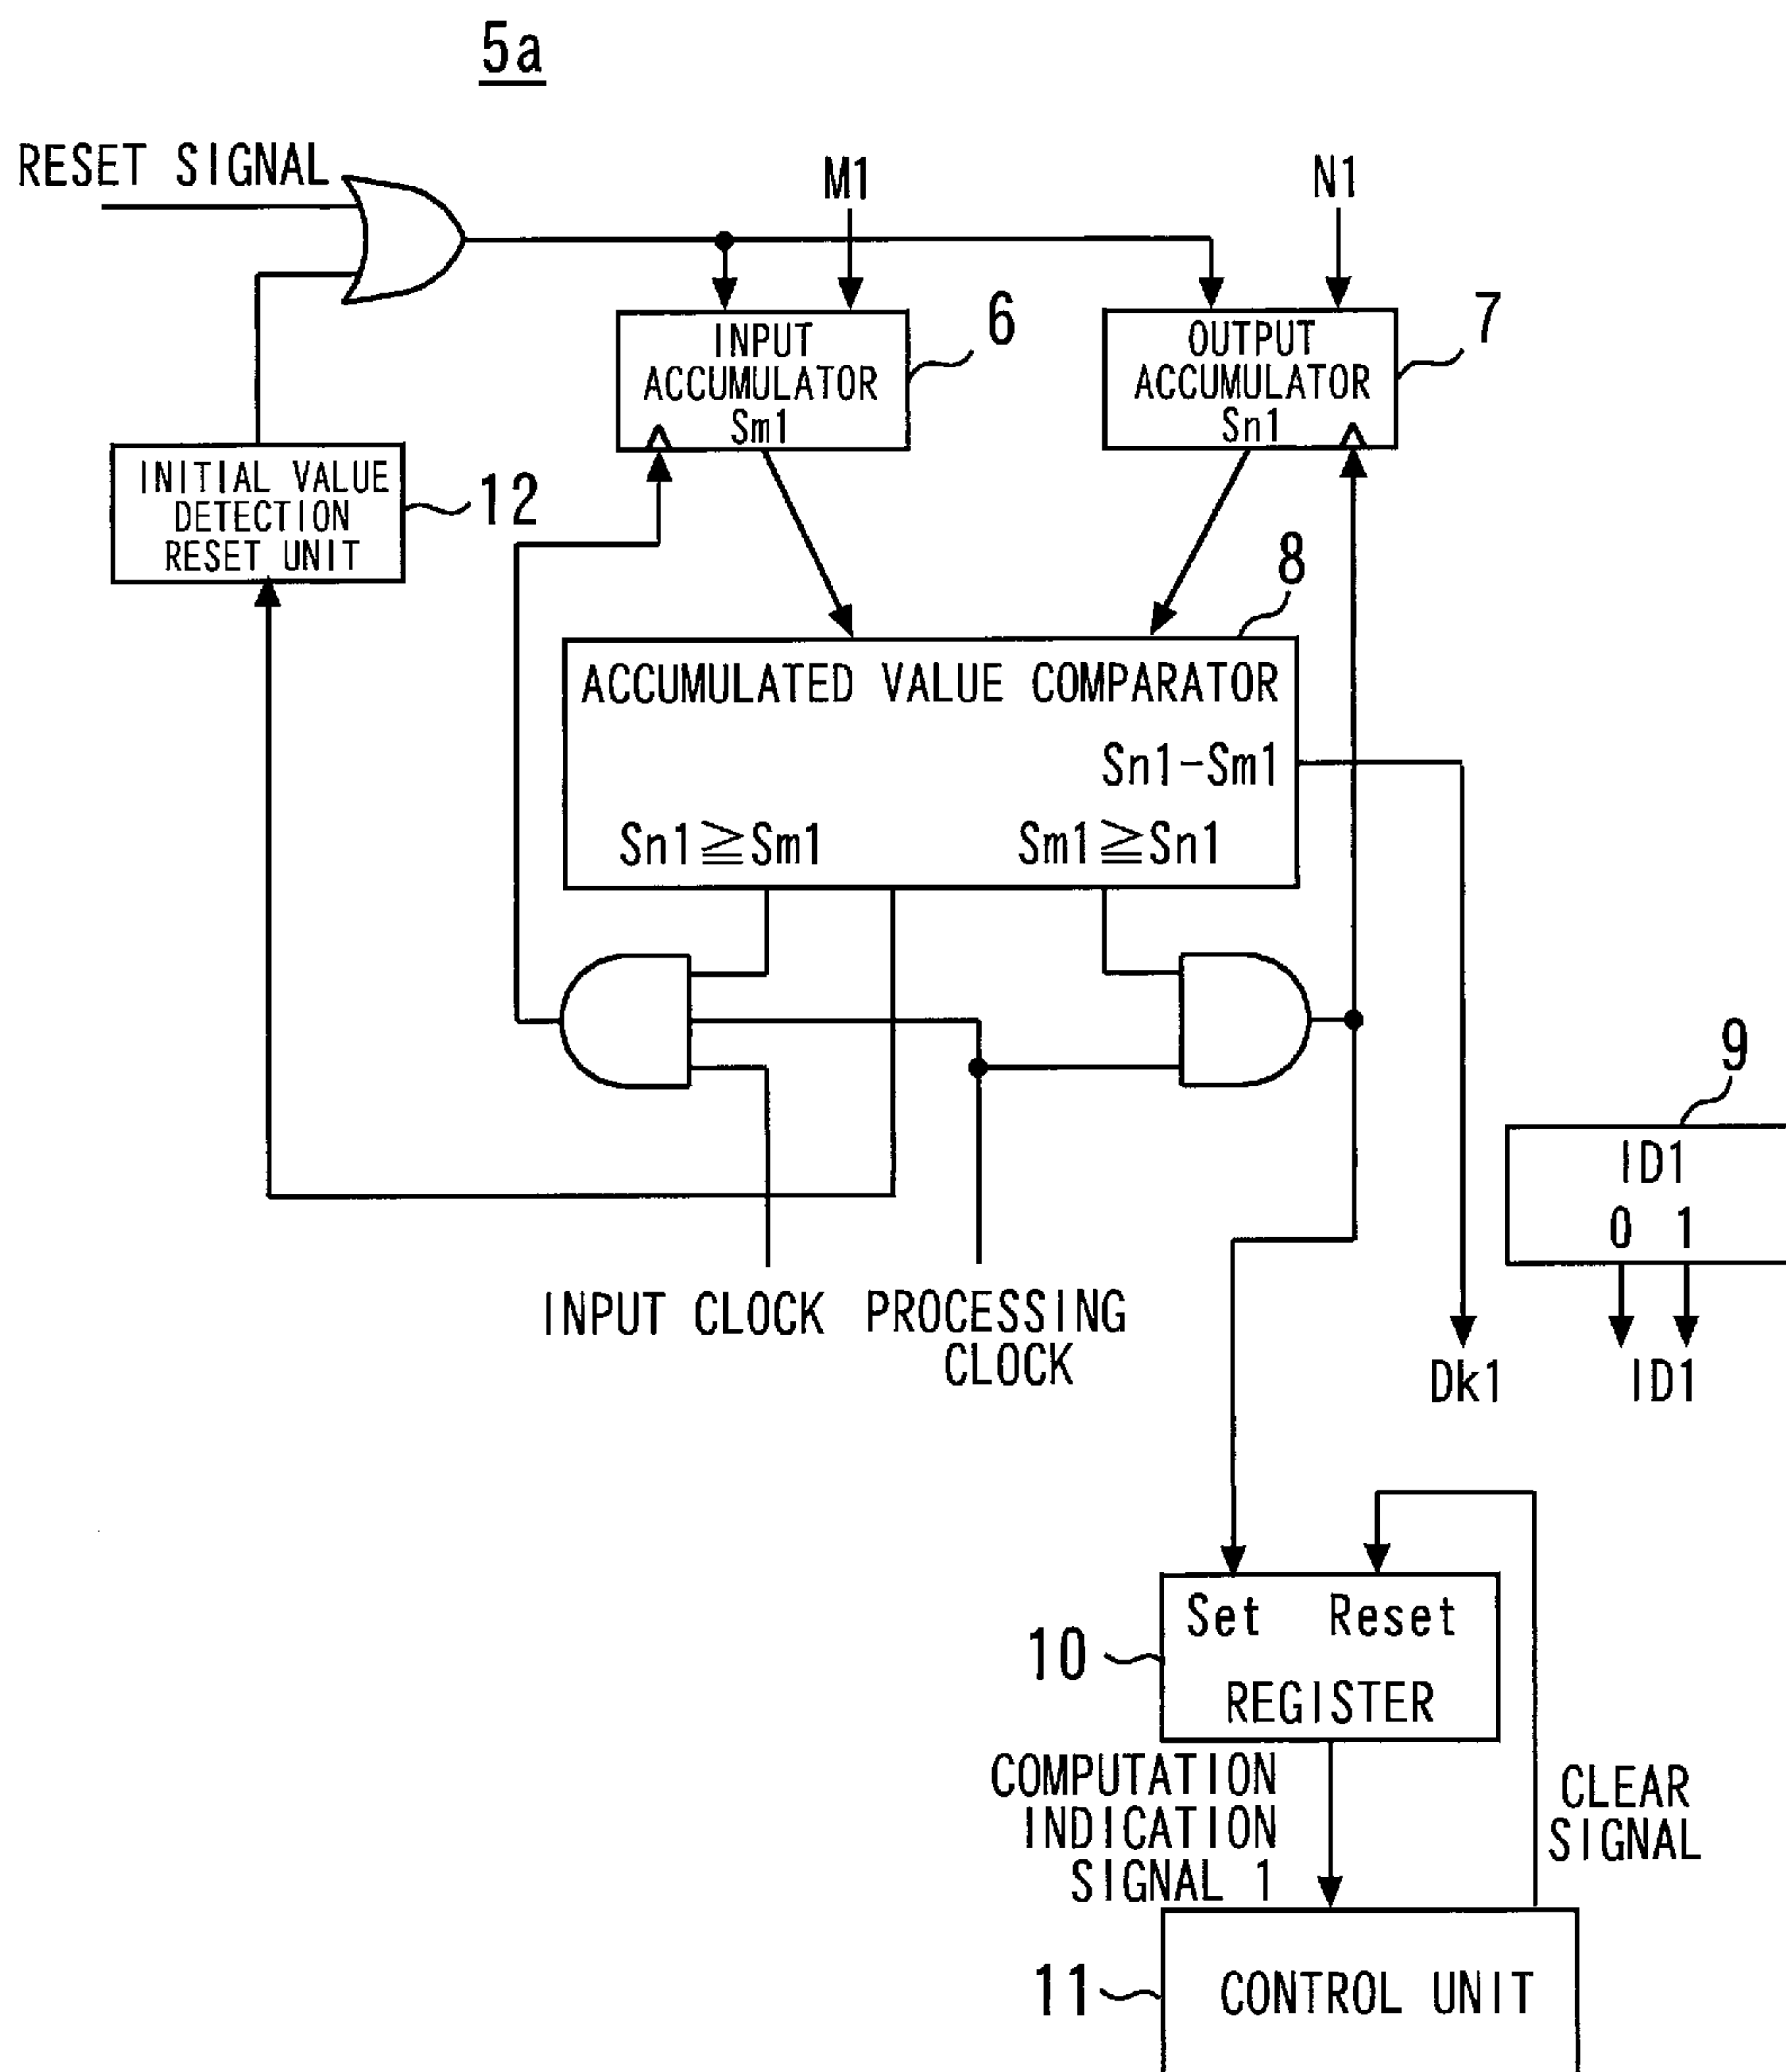 5a
RESET SIGNAL
M1
N1
6
7
INPUT
ACCUMULATOR
Sm1
OUTPUT
ACCUMULATOR
Sn1
INITIAL VALUE
DETECTION
RESET UNIT
12
8
ACCUMULATED VALUE COMPARATOR
Sn1-Sm1
Sn1≧Sm1
Sm1≧Sn1
9
ID1
0 1
INPUT CLOCK
PROCESSING
CLOCK
Dk1
ID1
Set Reset
REGISTER
10
COMPUTATION
INDICATION
SIGNAL 1
CLEAR
SIGNAL
11
CONTROL UNIT